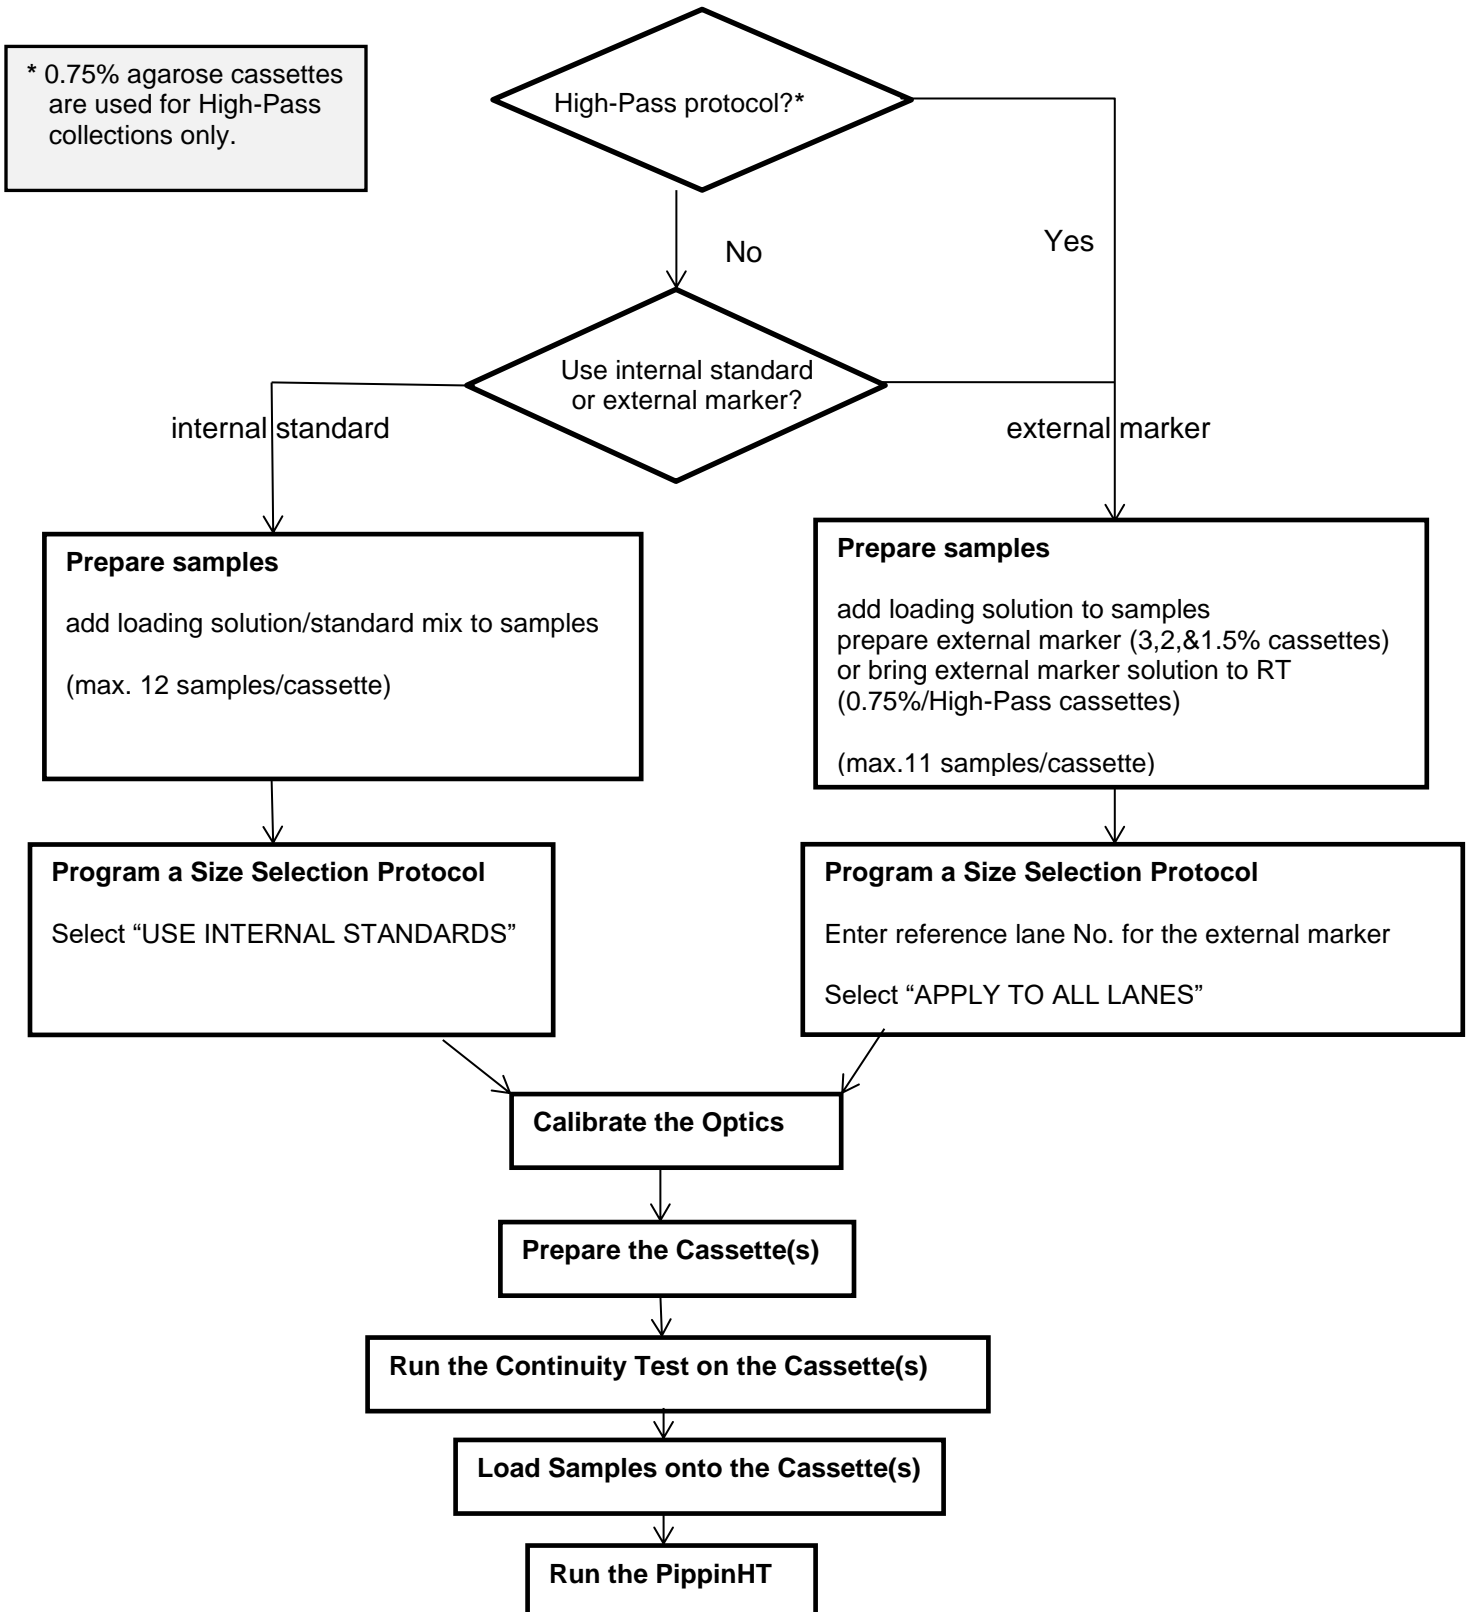 * 0.75% agarose cassettes
are used for High-Pass
collections only.
High-Pass protocol?*
No
Yes
Use internal standard
or external marker?
internal standard
external marker
Prepare samples
add loading solution/standard mix to samples
(max. 12 samples/cassette)
Prepare samples
add loading solution to samples
prepare external marker (3,2,&1.5% cassettes)
or bring external marker solution to RT
(0.75%/High-Pass cassettes)
(max.11 samples/cassette)
Program a Size Selection Protocol
Select “USE INTERNAL STANDARDS”
Program a Size Selection Protocol
Enter reference lane No. for the external marker
Select “APPLY TO ALL LANES”
Calibrate the Optics
Prepare the Cassette(s)
Run the Continuity Test on the Cassette(s)
Load Samples onto the Cassette(s)
Run the PippinHT